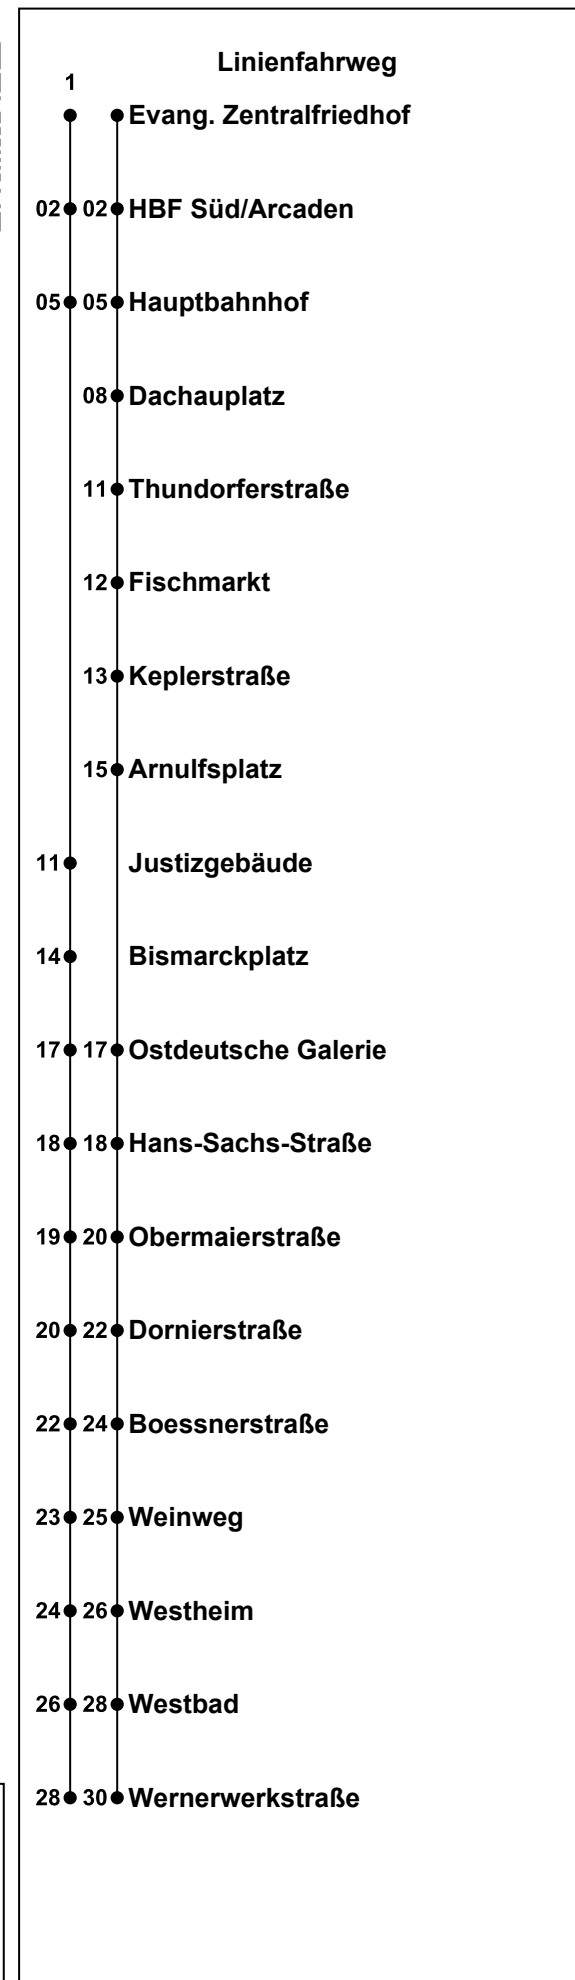 Linienfahrweg
1
Evang. Zentralfriedhof
02 02 HBF Süd/Arcaden
05 05 Hauptbahnhof
08 Dachauplatz
11 Thundorferstraße
12 Fischmarkt
13 Keplerstraße
15 Arnulfsplatz
11 Justizgebäude
14 Bismarckplatz
17 17 Ostdeutsche Galerie
18 18 Hans-Sachs-Straße
19 20 Obermaierstraße
20 22 Dornierstraße
22 24 Boessnerstraße
23 25 Weinweg
24 26 Westheim
26 28 Westbad
28 30 Wernerwerkstraße